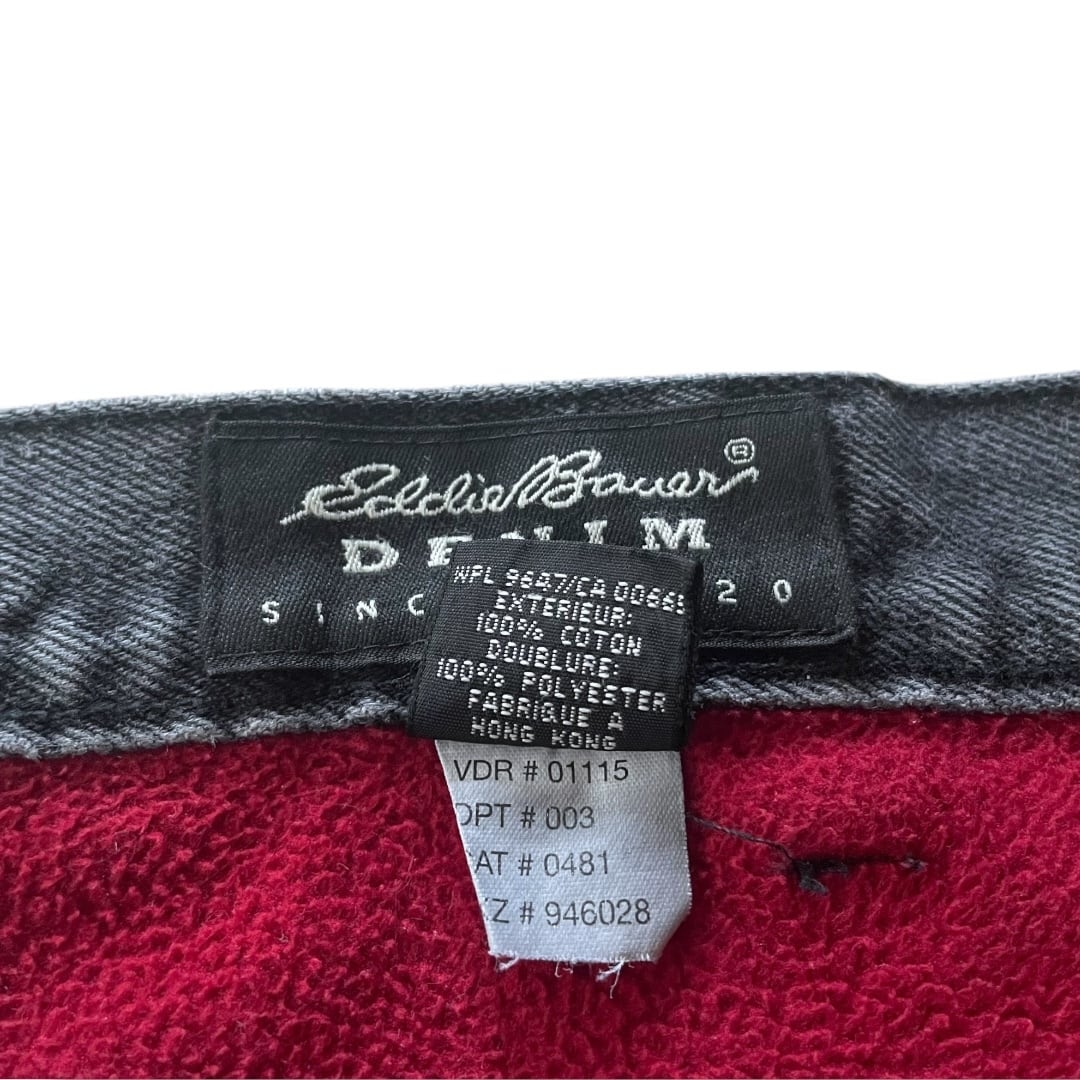 Eddie Bauer®
DENIM
SINC 20
WPL 9647/CA 00668
EXTERIEUR:
100% COTON
DOUBLURE:
100% POLYESTER
FABRIQUE A
HONG KONG
VDR # 01115
DPT # 003
AT # 0481
Z # 946028